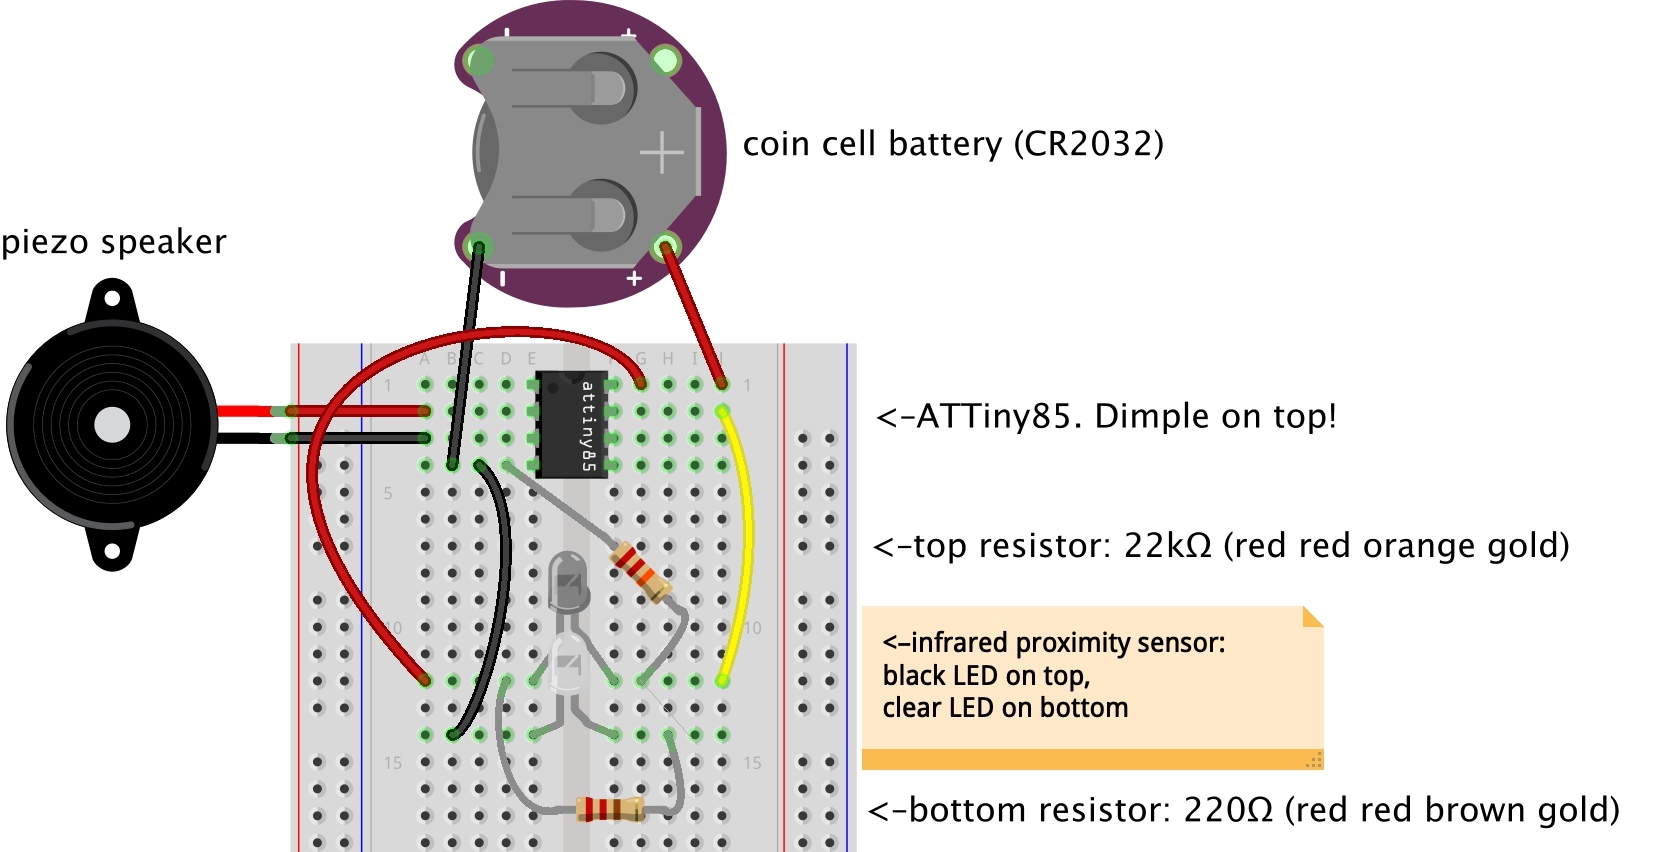 coin cell battery (CR2032)
piezo speaker
A B C D E F G H I J
1 1
attiny85
<-ATTiny85. Dimple on top!
5
<-top resistor: 22kΩ (red red orange gold)
10 10
<-infrared proximity sensor:
black LED on top,
clear LED on bottom
15 15
<-bottom resistor: 220Ω (red red brown gold)